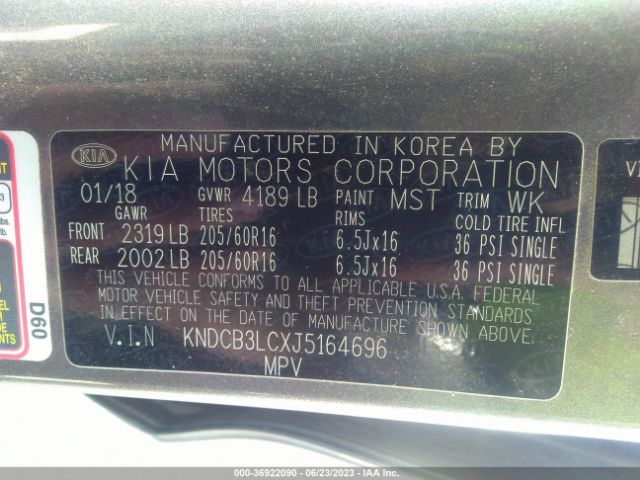 MANUFACTURED IN KOREA BY
KIA KIA MOTORS CORPORATION
01/18 GVWR 4189 LB PAINT MST TRIM WK
GAWR TIRES RIMS COLD TIRE INFL
FRONT 2319 LB 205/60R16 6.5Jx16 36 PSI SINGLE
REAR 2002 LB 205/60R16 6.5Jx16 36 PSI SINGLE
THIS VEHICLE CONFORMS TO ALL APPLICABLE U.S.A. FEDERAL
MOTOR VEHICLE SAFETY AND THEFT PREVENTION STANDARDS
IN EFFECT ON THE DATE OF MANUFACTURE SHOWN ABOVE.
V.I.N KNDCB3LCXJ5164696
MPV
D60
000-36922090 - 06/23/2023 - IAA Inc.